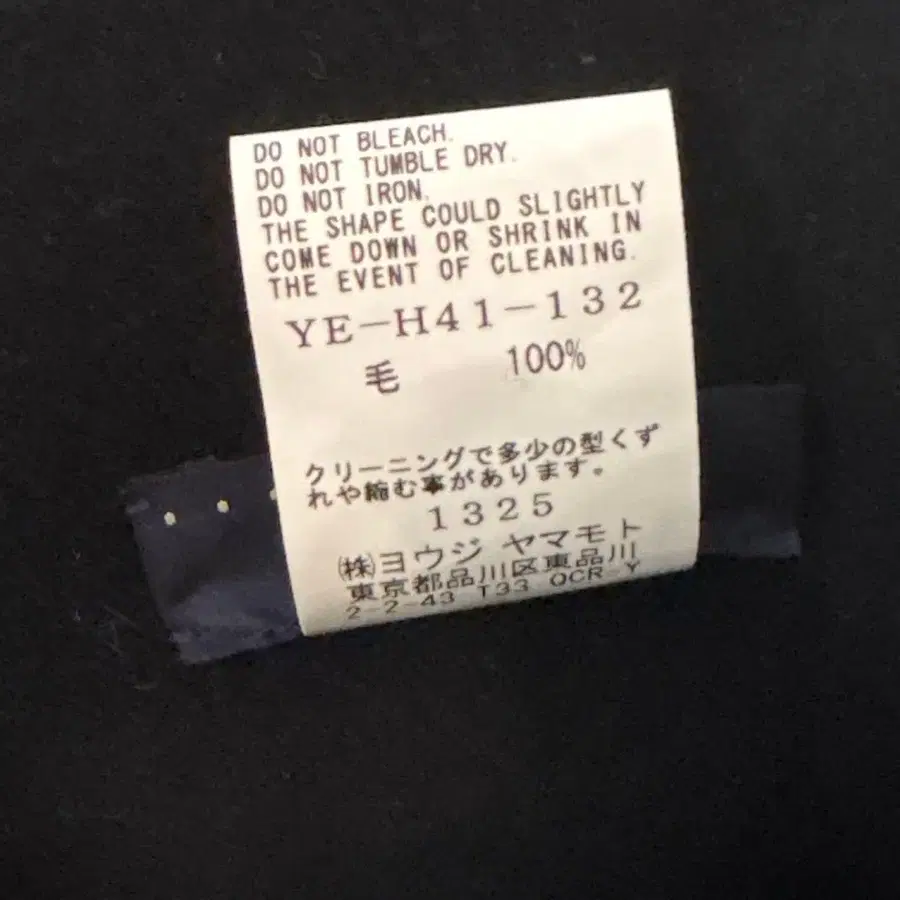 DO NOT BLEACH.
DO NOT TUMBLE DRY.
DO NOT IRON.
THE SHAPE COULD SLIGHTLY
COME DOWN OR SHRINK IN
THE EVENT OF CLEANING.
YE-H41-132
毛 100%
クリーニングで多少の型くず
れや縮む事があります。
1325
㈱ヨウジ ヤマモト
東京都品川区東品川
2-2-43 T33 OCR-Y